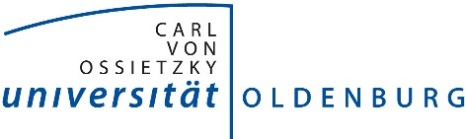 CARL
VON
OSSIETZKY
universität OLDENBURG